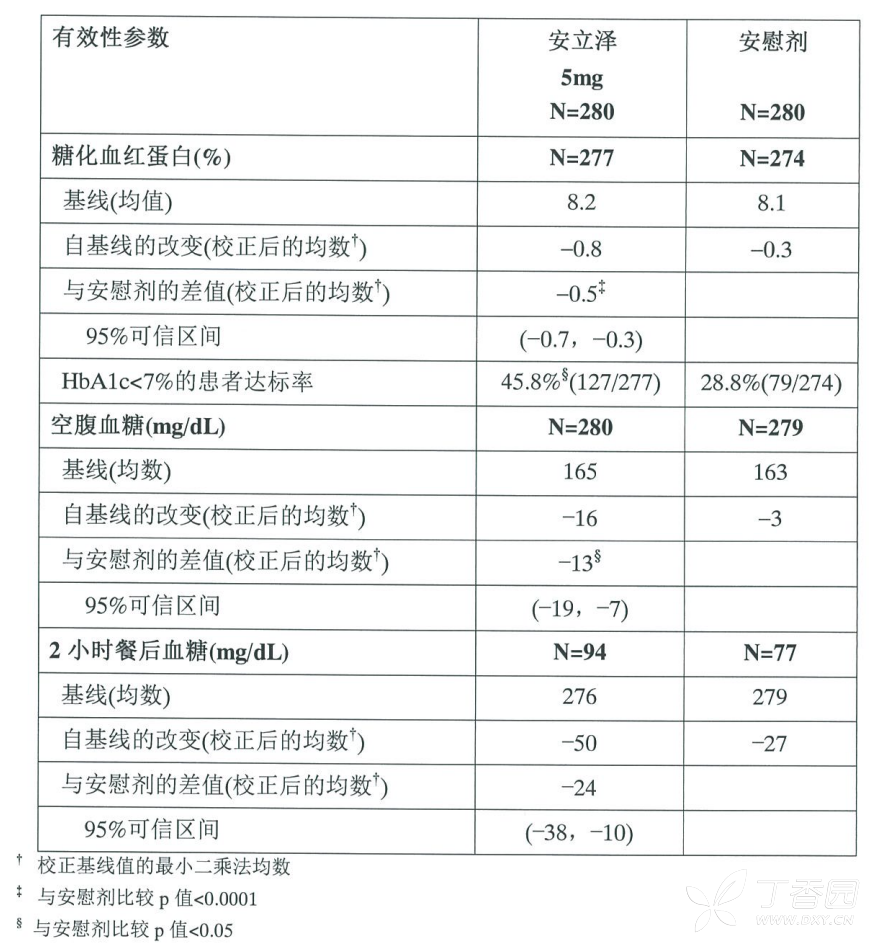 有效性参数 安立泽 安慰剂
5mg
N=280 N=280
糖化血红蛋白(%) N=277 N=274
基线(均值) 8.2 8.1
自基线的改变(校正后的均数†) −0.8 −0.3
与安慰剂的差值(校正后的均数†) −0.5‡
95%可信区间 (−0.7，−0.3)
HbA1c<7%的患者达标率 45.8%§(127/277) 28.8%(79/274)
空腹血糖(mg/dL) N=280 N=279
基线(均数) 165 163
自基线的改变(校正后的均数†) −16 −3
与安慰剂的差值(校正后的均数†) −13§
95%可信区间 (−19，−7)
2 小时餐后血糖(mg/dL) N=94 N=77
基线(均数) 276 279
自基线的改变(校正后的均数†) −50 −27
与安慰剂的差值(校正后的均数†) −24
95%可信区间 (−38，−10)
† 校正基线值的最小二乘法均数
‡ 与安慰剂比较 p 值<0.0001
§ 与安慰剂比较 p 值<0.05
丁香园
WWW.DXY.CN